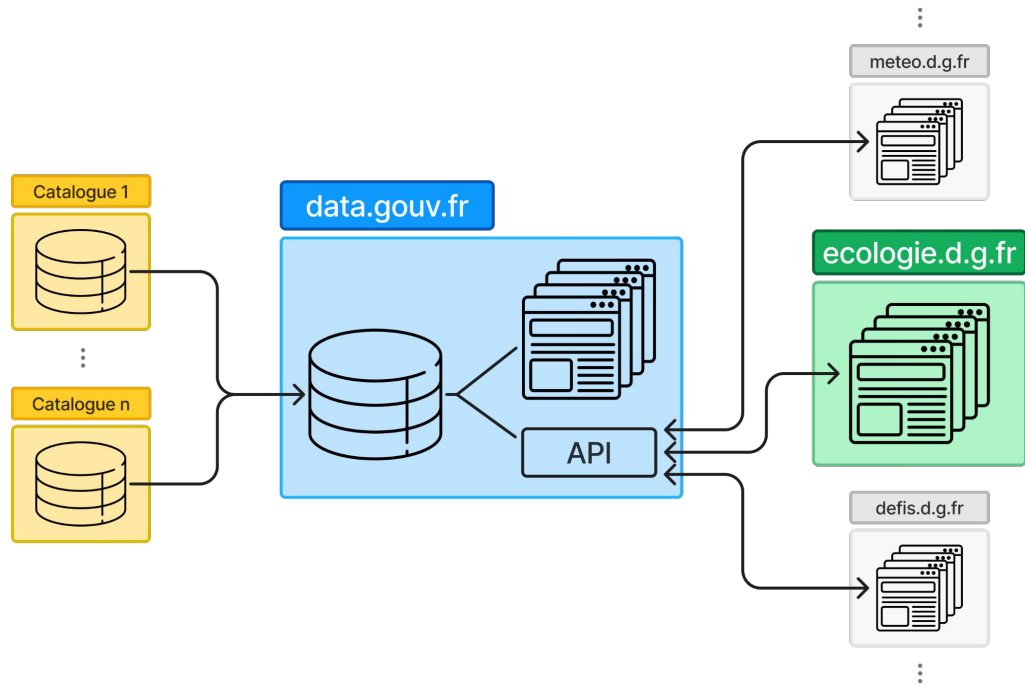 Catalogue 1
Catalogue n
data.gouv.fr
API
meteo.d.g.fr
ecologie.d.g.fr
defis.d.g.fr